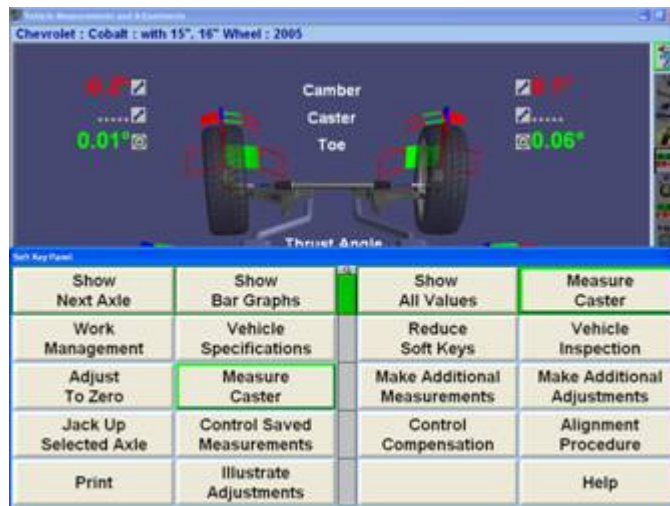 Vehicle Measurements and Adjustments
Chevrolet : Cobalt : with 15", 16" Wheel : 2005
Camber
..... Caster .....
0.01° Toe 0.06°
Thrust Angle
Soft Key Panel
Show Show Show Measure
Next Axle Bar Graphs All Values Caster
Work Vehicle Reduce Vehicle
Management Specifications Soft Keys Inspection
Adjust Measure Make Additional Make Additional
To Zero Caster Measurements Adjustments
Jack Up Control Saved Control Alignment
Selected Axle Measurements Compensation Procedure
Print Illustrate Help
Adjustments